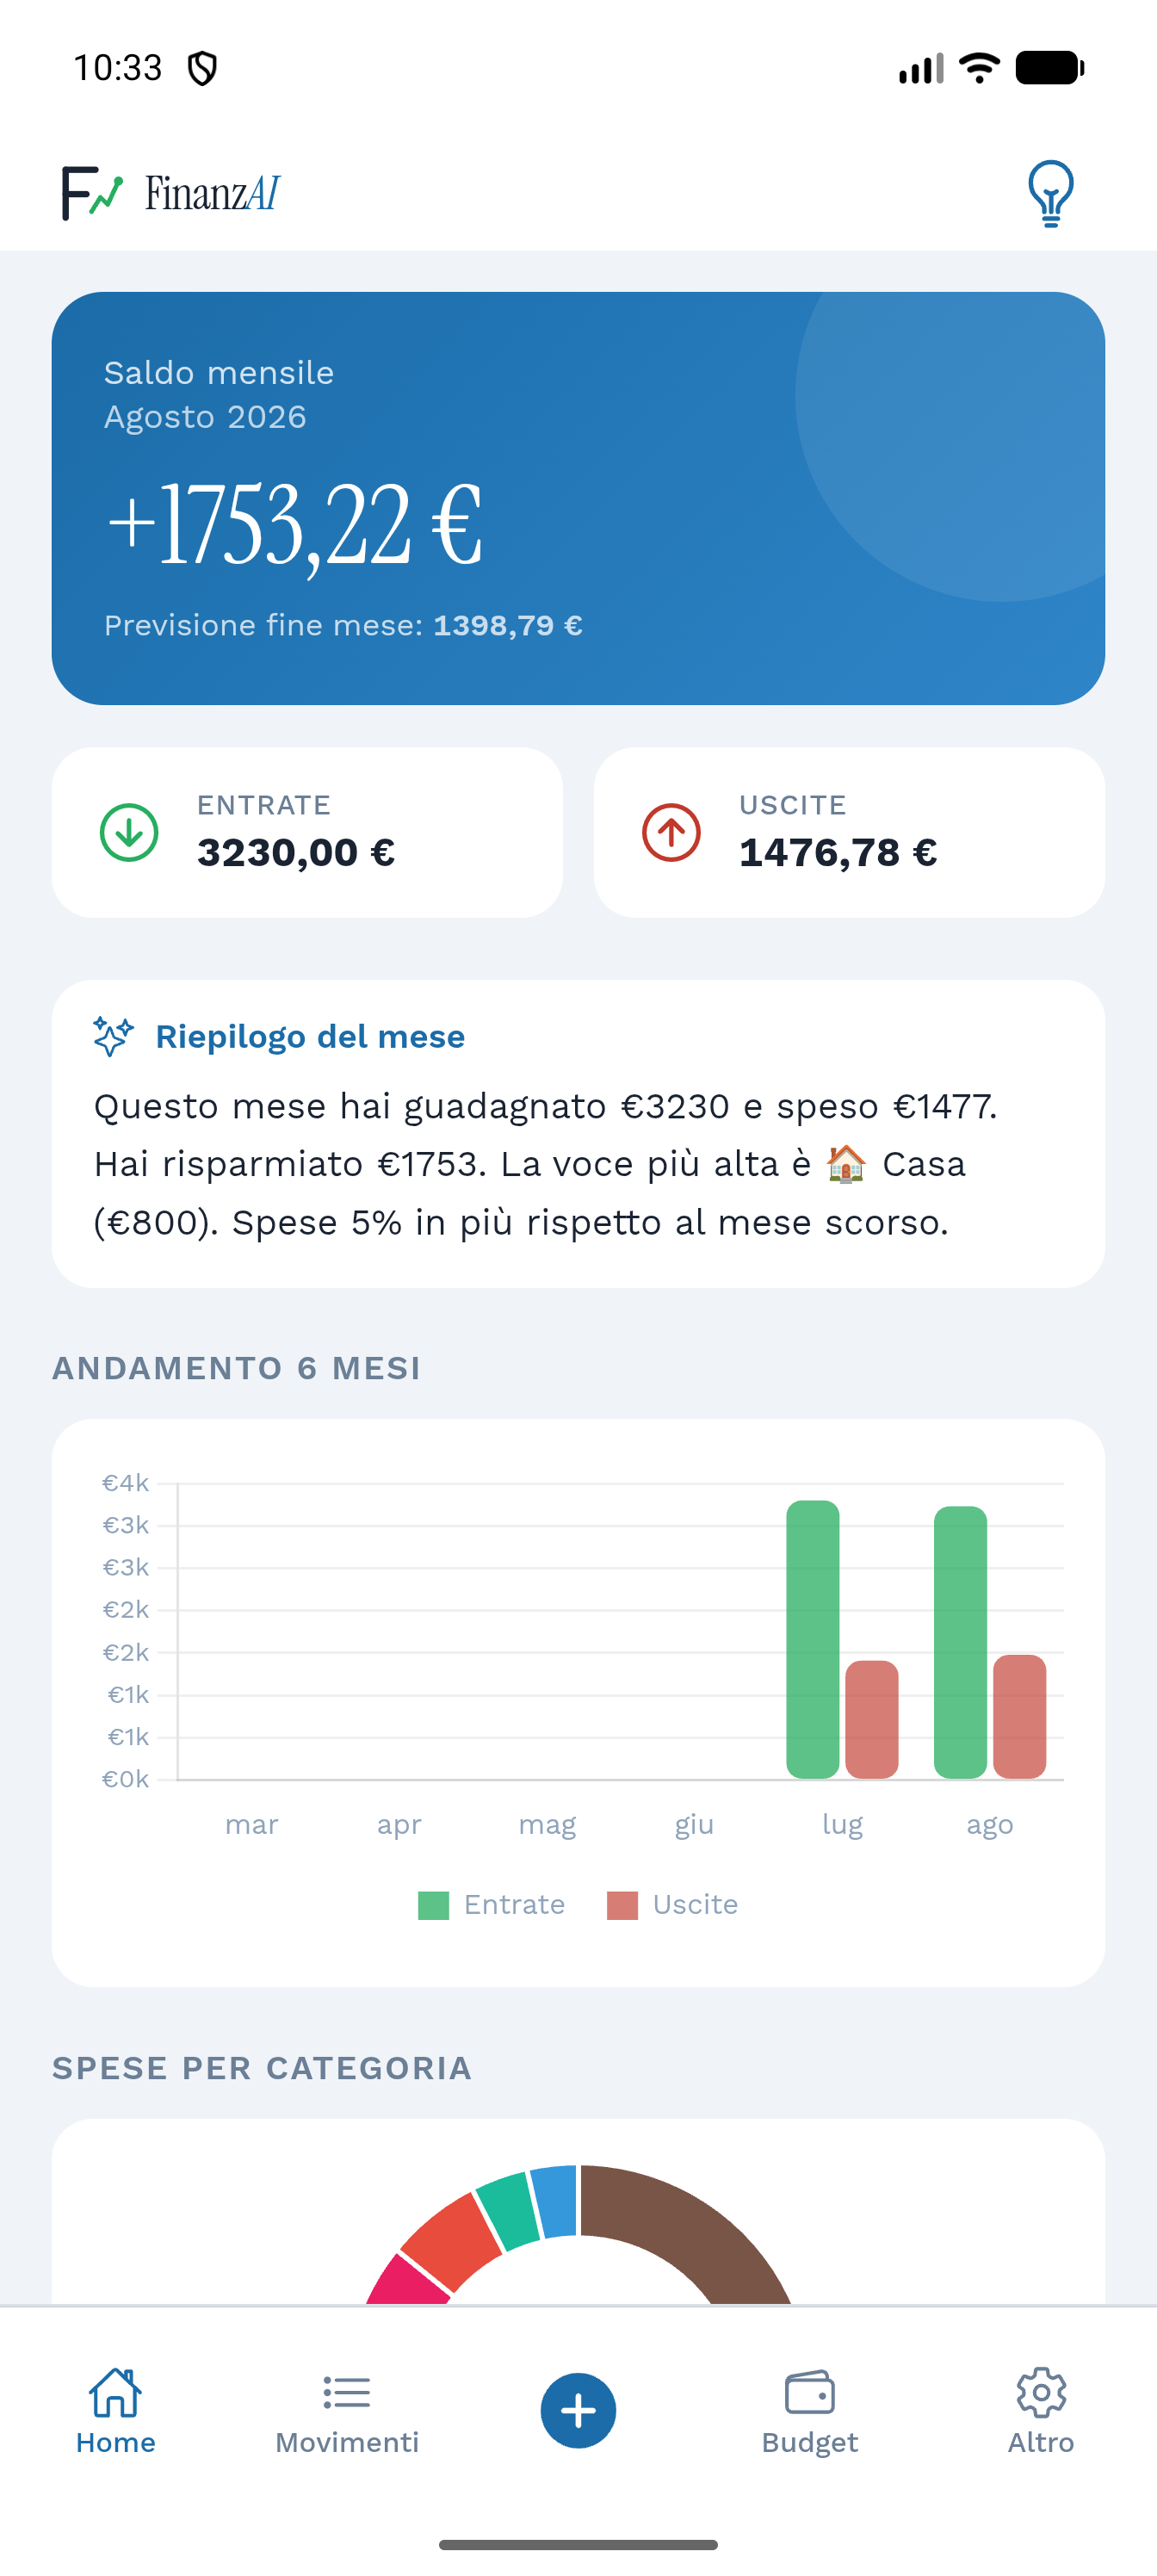 10:33
FinanzAI
Saldo mensile
Agosto 2026
+1753,22 €
Previsione fine mese: 1398,79 €
ENTRATE
3230,00 €
USCITE
1476,78 €
Riepilogo del mese
Questo mese hai guadagnato €3230 e speso €1477.
Hai risparmiato €1753. La voce più alta è 🏠 Casa
(€800). Spese 5% in più rispetto al mese scorso.
ANDAMENTO 6 MESI
€4k
€3k
€3k
€2k
€2k
€1k
€1k
€0k
mar apr mag giu lug ago
Entrate Uscite
SPESE PER CATEGORIA
Home Movimenti Budget Altro